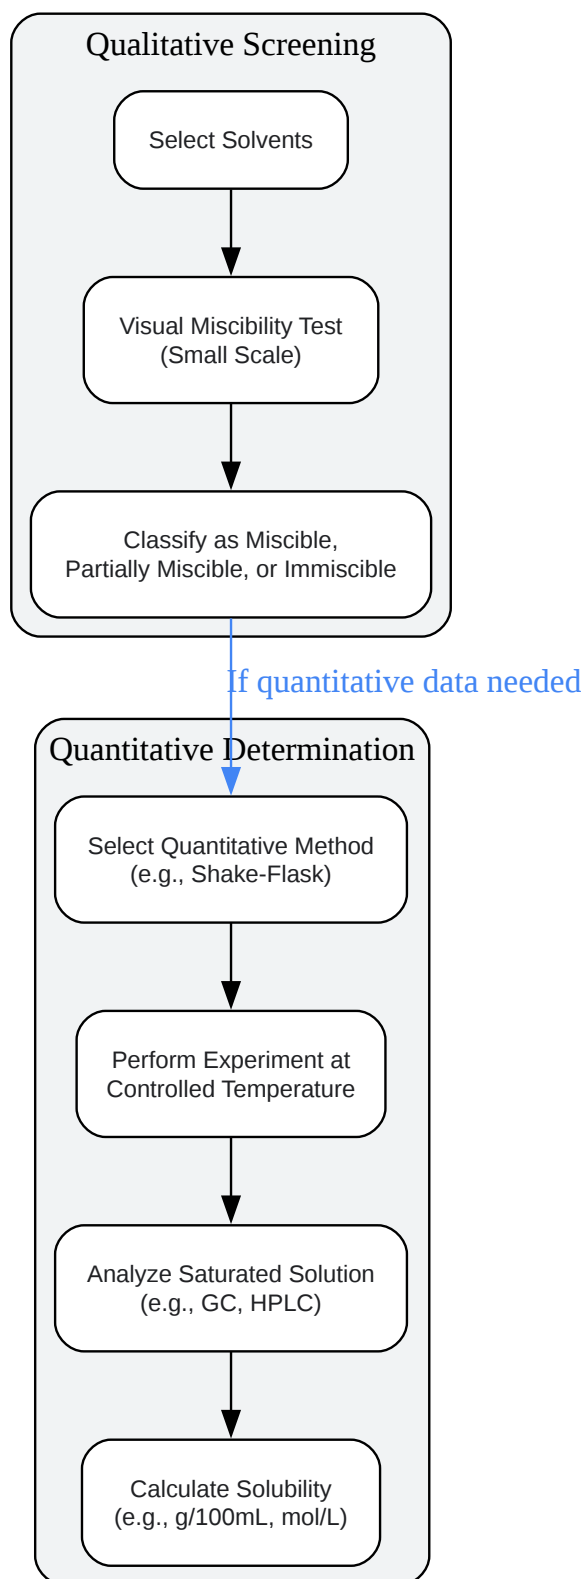 Qualitative Screening
Select Solvents
Visual Miscibility Test
(Small Scale)
Classify as Miscible,
Partially Miscible, or Immiscible
If quantitative data needed
Quantitative Determination
Select Quantitative Method
(e.g., Shake-Flask)
Perform Experiment at
Controlled Temperature
Analyze Saturated Solution
(e.g., GC, HPLC)
Calculate Solubility
(e.g., g/100mL, mol/L)